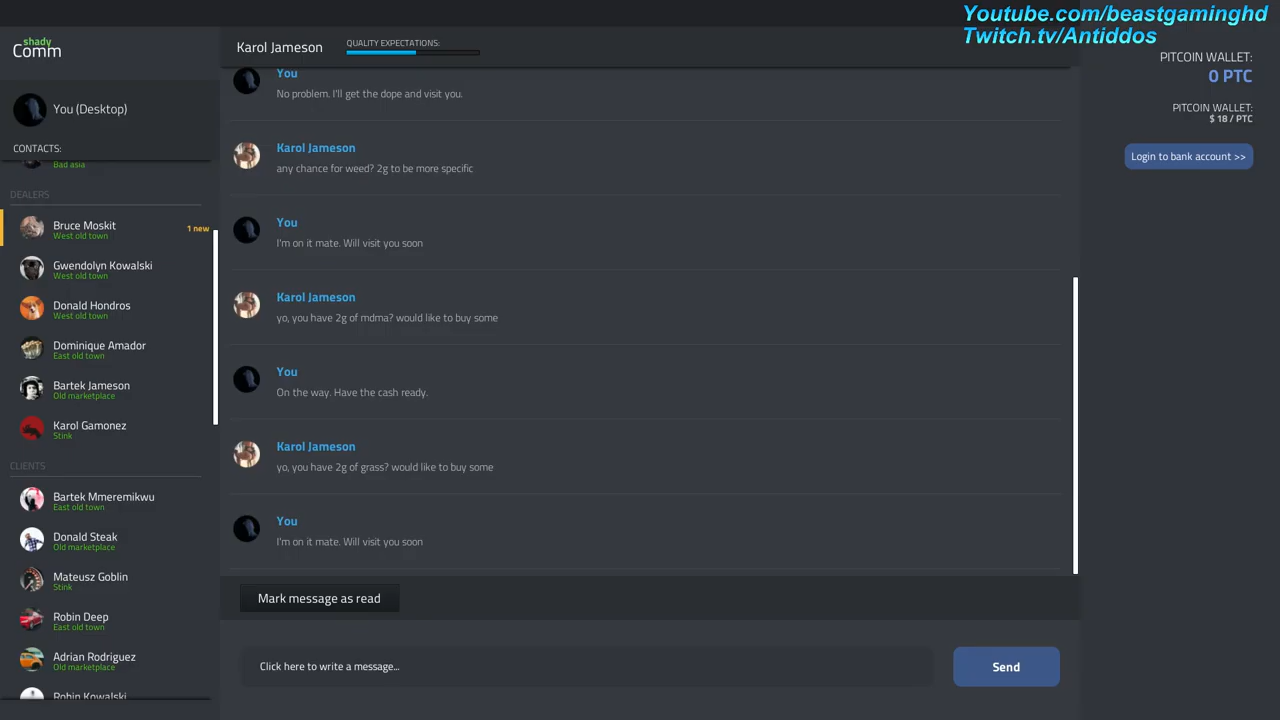 Youtube.com/beastgaminghd
Twitch.tv/Antiddos
shady
Comm
You (Desktop)
CONTACTS:
Bad asia
DEALERS
Bruce Moskit
West old town
1 new
Gwendolyn Kowalski
West old town
Donald Hondros
West old town
Dominique Amador
East old town
Bartek Jameson
Old marketplace
Karol Gamonez
Stink
CLIENTS
Bartek Mmeremikwu
East old town
Donald Steak
Old marketplace
Mateusz Goblin
Stink
Robin Deep
East old town
Adrian Rodriguez
Old marketplace
Robin Kowalski
Karol Jameson
QUALITY EXPECTATIONS:
You
No problem. I'll get the dope and visit you.
Karol Jameson
any chance for weed? 2g to be more specific
You
I'm on it mate. Will visit you soon
Karol Jameson
yo, you have 2g of mdma? would like to buy some
You
On the way. Have the cash ready.
Karol Jameson
yo, you have 2g of grass? would like to buy some
You
I'm on it mate. Will visit you soon
Mark message as read
Click here to write a message...
Send
PITCOIN WALLET:
0 PTC
PITCOIN WALLET:
$ 18 / PTC
Login to bank account >>